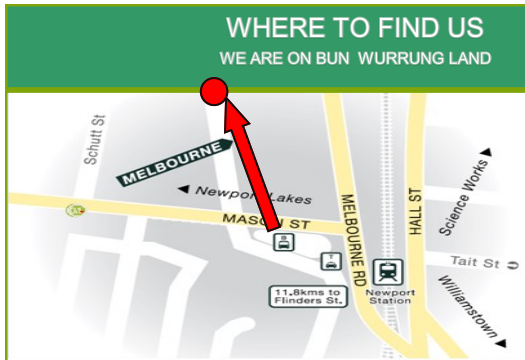 WHERE TO FIND US
WE ARE ON BUN WURRUNG LAND
Schutt St
MELBOURNE
Newport Lakes
MASON ST
MELBOURNE RD
HALL ST
Science Works
B
T
Tait St
11.8kms to
Flinders St.
Newport
Station
Williamstown